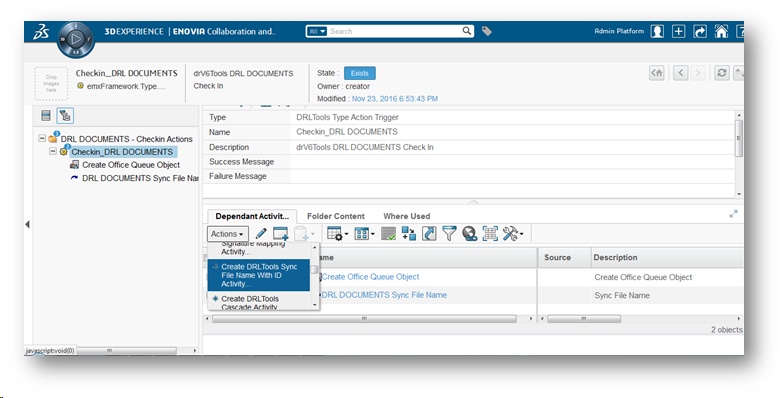 3DEXPERIENCE | ENOVIA Collaboration and.. All Search Admin Platform
Drop images here
Checkin_DRL DOCUMENTS
emxFramework Type ...
drV6Tools DRL DOCUMENTS Check In
State : Exists
Owner : creator
Modified : Nov 23, 2016 6:53:43 PM
DRL DOCUMENTS - Checkin Actions
Checkin_DRL DOCUMENTS
Create Office Queue Object
DRL DOCUMENTS Sync File Nar
Type DRLTools Type Action Trigger
Name Checkin_DRL DOCUMENTS
Description drV6Tools DRL DOCUMENTS Check In
Success Message
Failure Message
Dependant Activit... Folder Content Where Used
Actions
Signature Mapping
Activity...
Create DRLTools Sync
File Name With ID
Activity...
Create DRLTools
Cascade Activity
ame Source Description
Create Office Queue Object Create Office Queue Object
DRL DOCUMENTS Sync File Name Sync File Name
2 objects
javascript:void(0)